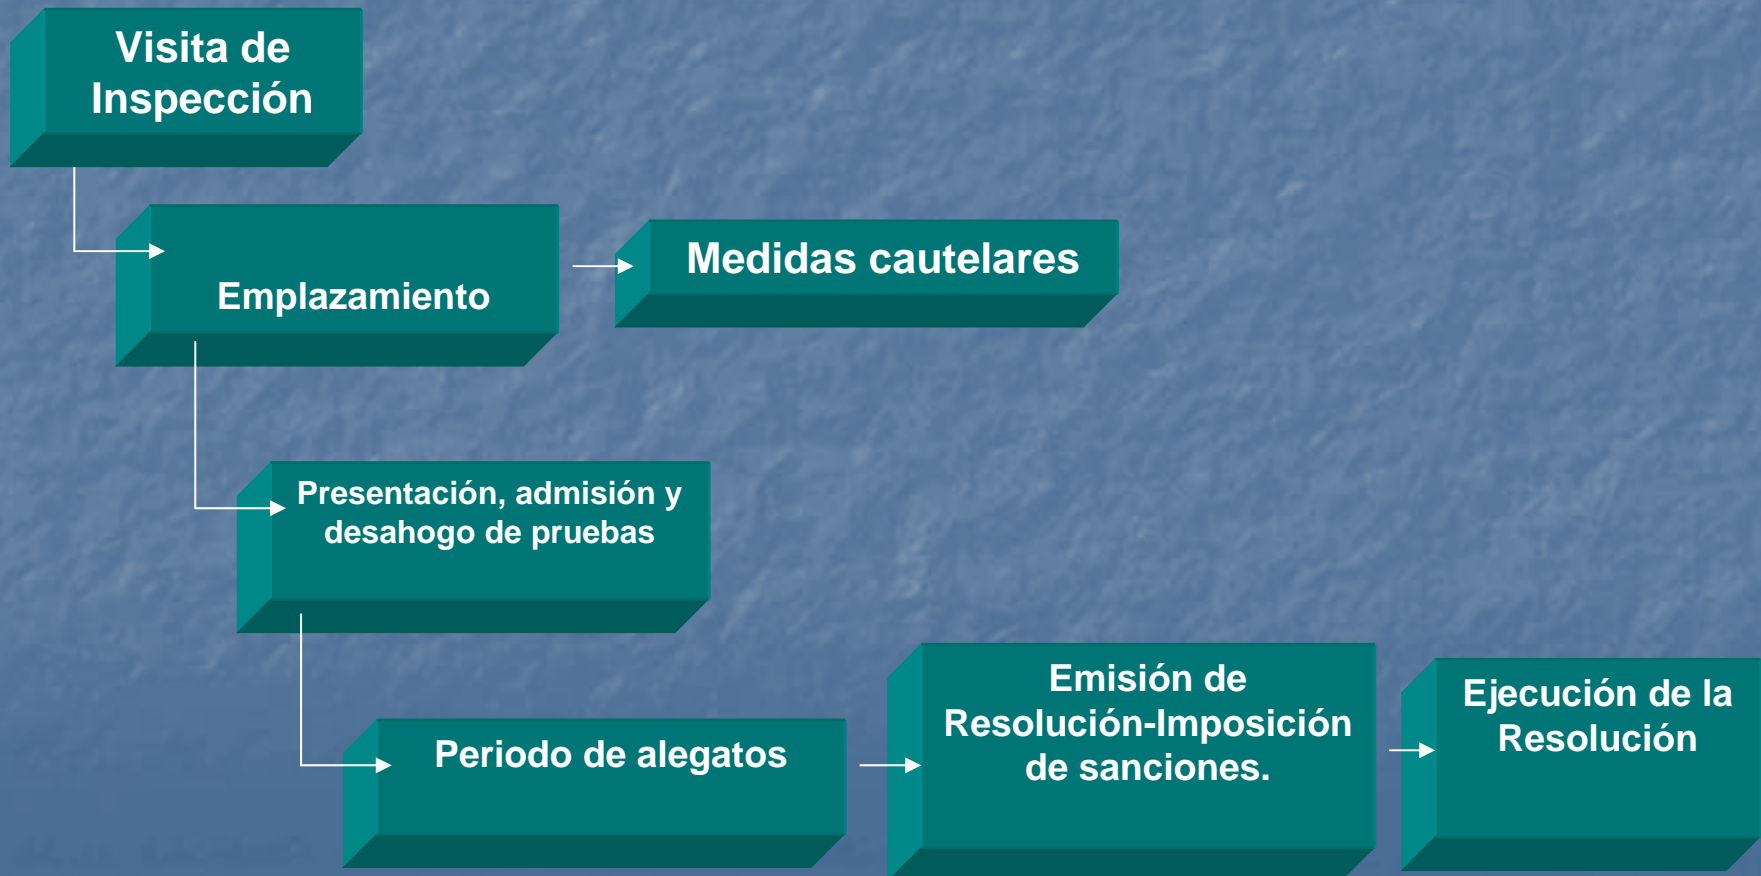 Visita de
Inspección
Emplazamiento
Medidas cautelares
Presentación, admisión y
desahogo de pruebas
Periodo de alegatos
Emisión de
Resolución-Imposición
de sanciones.
Ejecución de la
Resolución